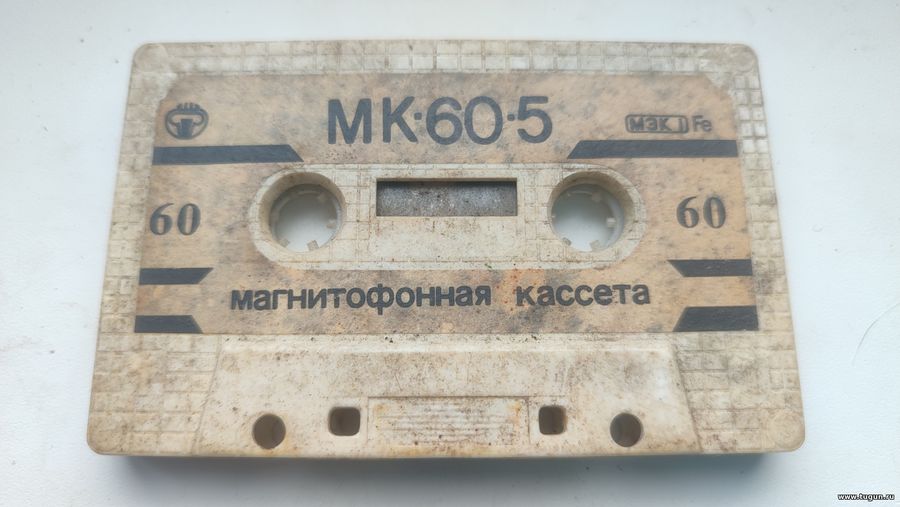 МК·60·5
МЭК I Fe
60
60
магнитофонная кассета
www.tugun.ru